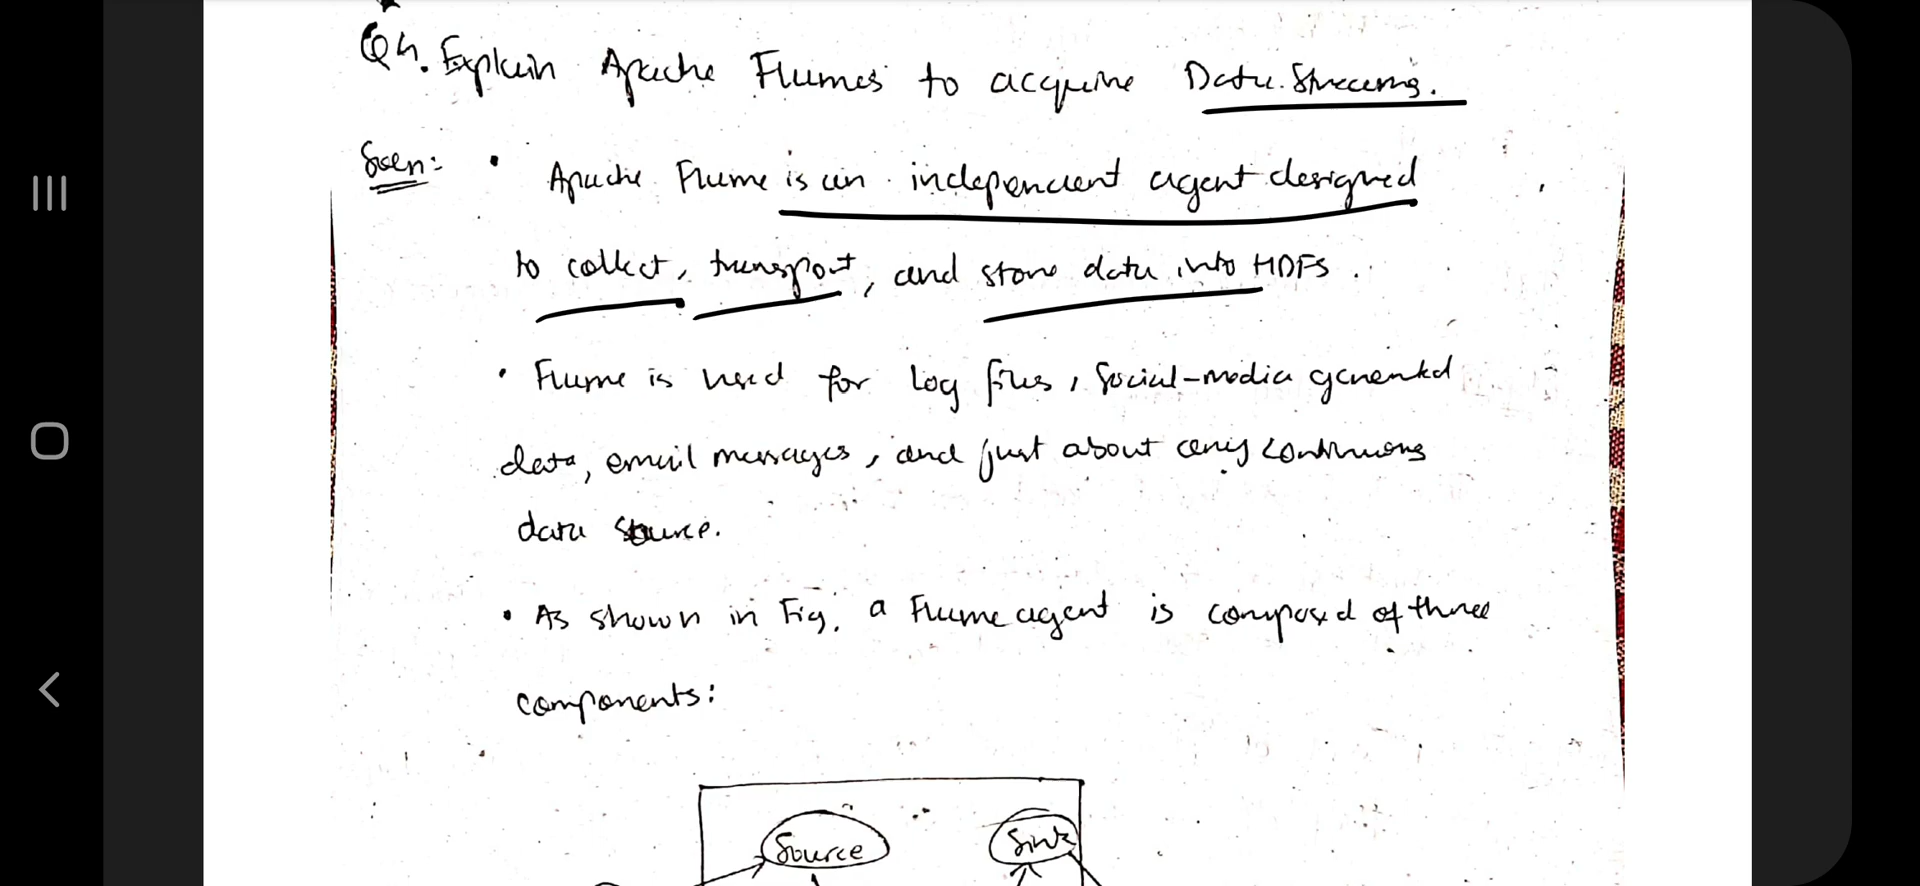 Q4. Explain Apache Flumes to acquire Data Streams.
Soln: • Apache Flume is an independent agent designed
to collect, transport, and store data into HDFS.
• Flume is used for Log files, Social-media generated
data, email messages, and just about any continuous
data source.
• As shown in Fig. a Flume agent is composed of three
components:
Source Sink